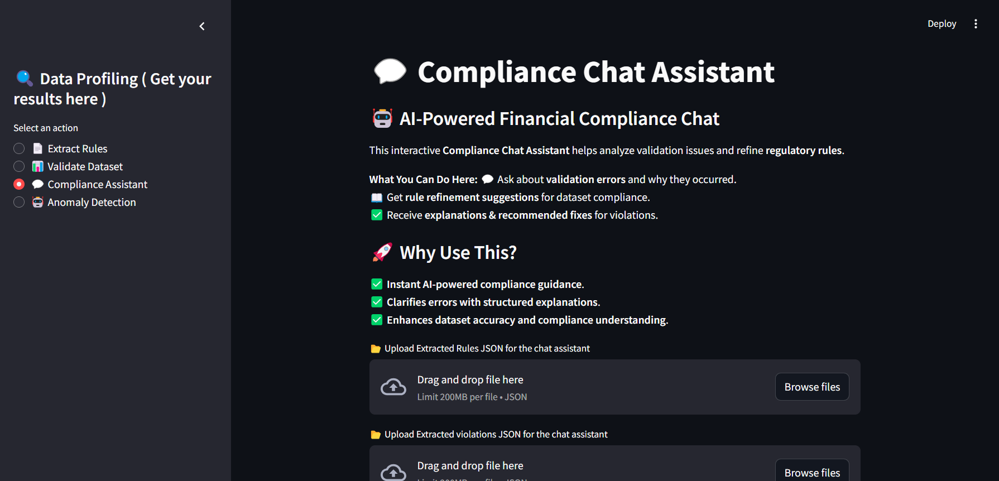 Deploy
Data Profiling ( Get your
results here )
Select an action
Extract Rules
Validate Dataset
Compliance Assistant
Anomaly Detection
Compliance Chat Assistant
AI-Powered Financial Compliance Chat
This interactive Compliance Chat Assistant helps analyze validation issues and refine regulatory rules.
What You Can Do Here: 💬 Ask about validation errors and why they occurred.
Get rule refinement suggestions for dataset compliance.
Receive explanations & recommended fixes for violations.
Why Use This?
Instant AI-powered compliance guidance.
Clarifies errors with structured explanations.
Enhances dataset accuracy and compliance understanding.
Upload Extracted Rules JSON for the chat assistant
Drag and drop file here
Limit 200MB per file • JSON
Browse files
Upload Extracted violations JSON for the chat assistant
Drag and drop file here
Limit 200MB per file • JSON
Browse files